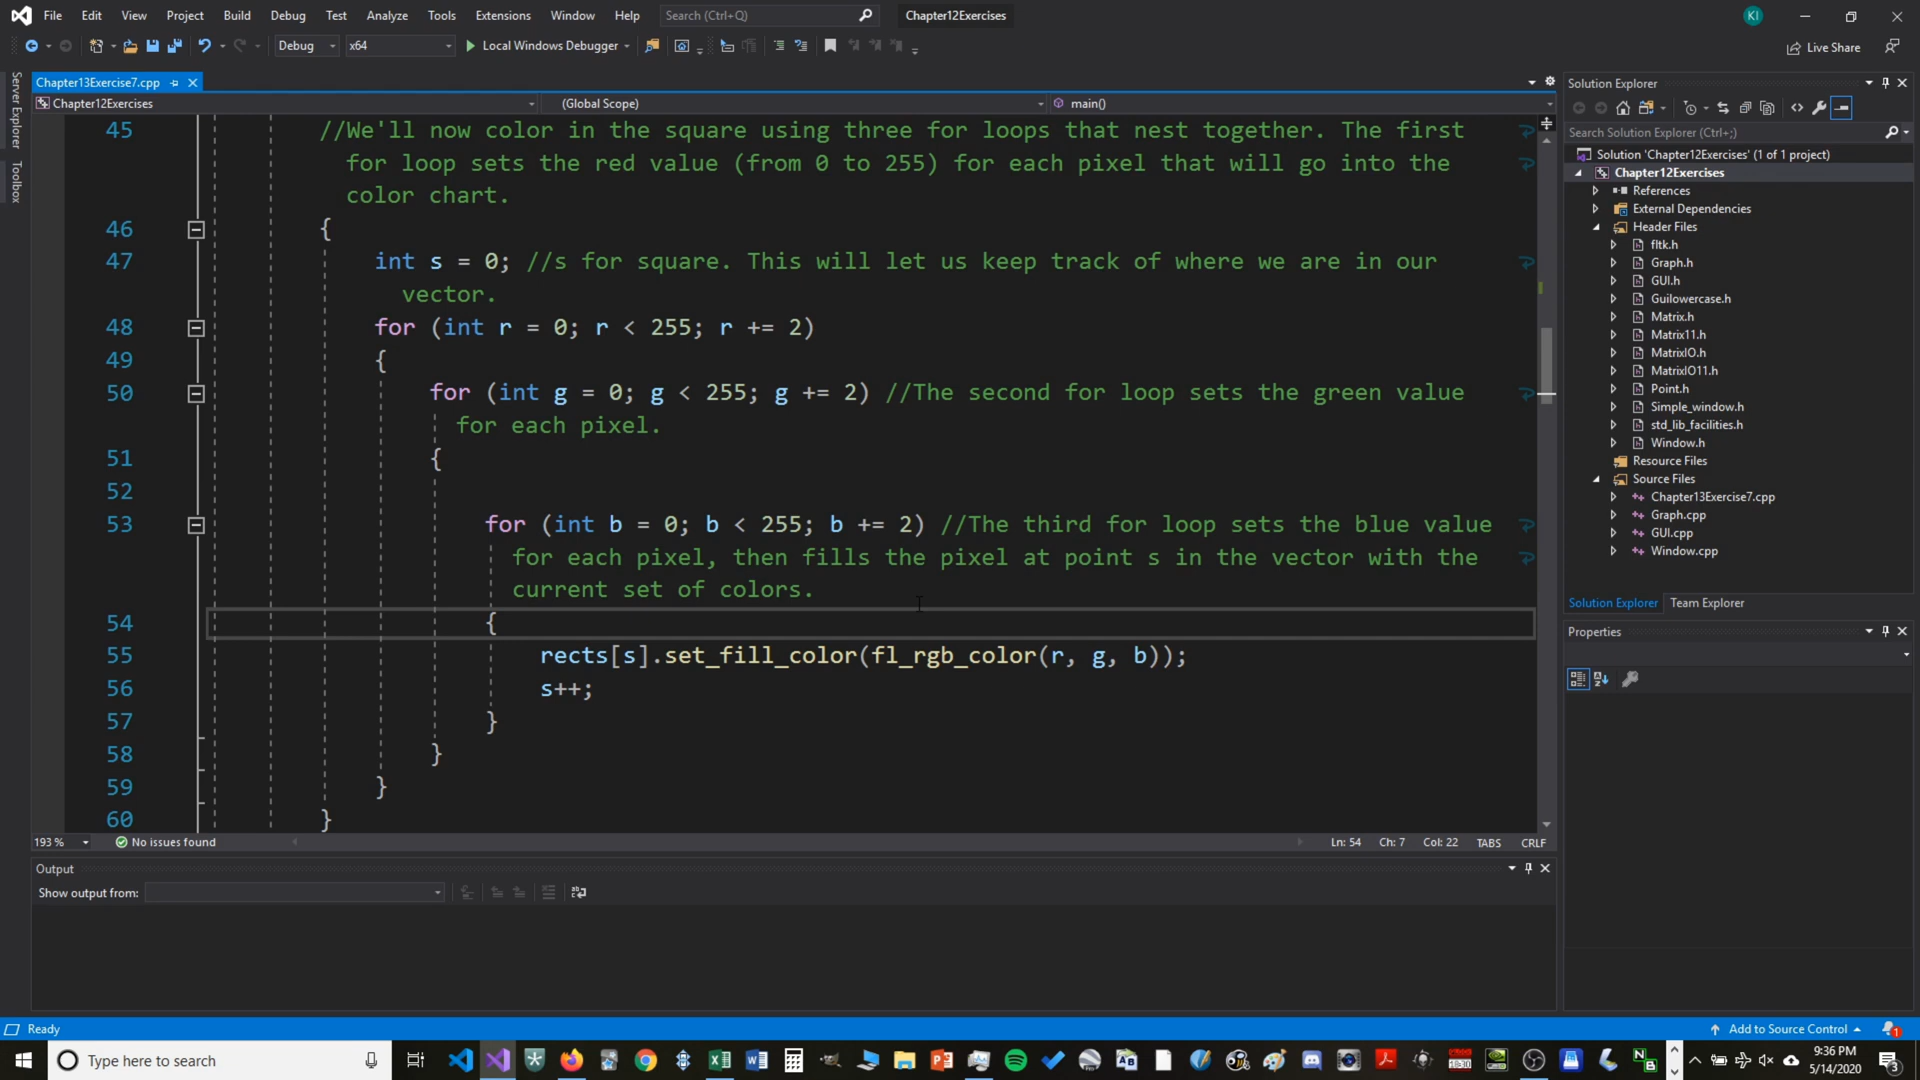 File Edit View Project Build Debug Test Analyze Tools Extensions Window Help Search (Ctrl+Q) Chapter12Exercises KI
Debug x64 Local Windows Debugger Live Share
Server Explorer
Toolbox
Chapter13Exercise7.cpp
Chapter12Exercises (Global Scope) main()
45 //We'll now color in the square using three for loops that nest together. The first
for loop sets the red value (from 0 to 255) for each pixel that will go into the
color chart.
46 {
47 int s = 0; //s for square. This will let us keep track of where we are in our
vector.
48 for (int r = 0; r < 255; r += 2)
49 {
50 for (int g = 0; g < 255; g += 2) //The second for loop sets the green value
for each pixel.
51 {
52
53 for (int b = 0; b < 255; b += 2) //The third for loop sets the blue value
for each pixel, then fills the pixel at point s in the vector with the
current set of colors.
54 {
55 rects[s].set_fill_color(fl_rgb_color(r, g, b));
56 s++;
57 }
58 }
59 }
60 }
193 % No issues found Ln: 54 Ch: 7 Col: 22 TABS CRLF
Output
Show output from:
Solution Explorer
Search Solution Explorer (Ctrl+;)
Solution 'Chapter12Exercises' (1 of 1 project)
Chapter12Exercises
References
External Dependencies
Header Files
fltk.h
Graph.h
GUI.h
Guilowercase.h
Matrix.h
Matrix11.h
MatrixIO.h
MatrixIO11.h
Point.h
Simple_window.h
std_lib_facilities.h
Window.h
Resource Files
Source Files
Chapter13Exercise7.cpp
Graph.cpp
GUI.cpp
Window.cpp
Solution Explorer Team Explorer
Properties
Ready Add to Source Control 1
Type here to search 9:36 PM
5/14/2020 3